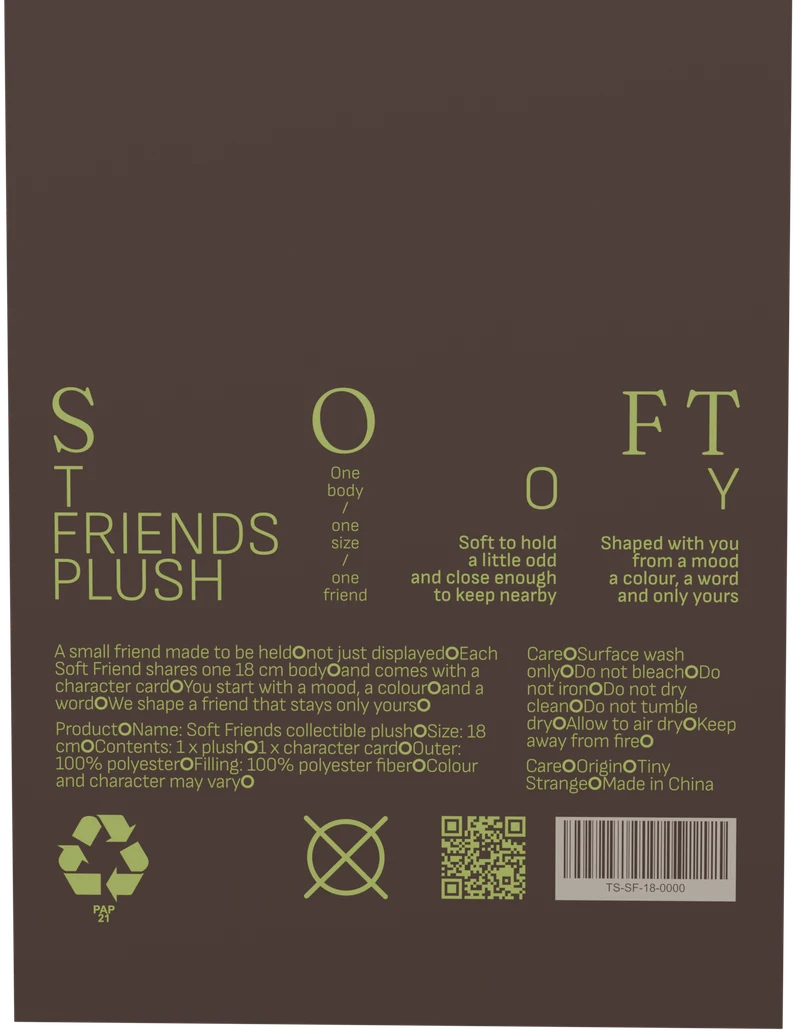 S O F T
T O Y
FRIENDS
PLUSH
One
body
/
one
size
/
one
friend
Soft to hold
a little odd
and close enough
to keep nearby
Shaped with you
from a mood
a colour, a word
and only yours
A small friend made to be heldOnot just displayedOEach
Soft Friend shares one 18 cm bodyOand comes with a
character cardOYou start with a mood, a colourOand a
wordOWe shape a friend that stays only yoursO
ProductOName: Soft Friends collectible plushOSize: 18
cmOContents: 1 x plushO1 x character cardOOuter:
100% polyesterOFilling: 100% polyester fiberOColour
and character may varyO
CareOSurface wash
onlyODo not bleachODo
not ironODo not dry
cleanODo not tumble
dryOAllow to air dryOKeep
away from fireO
CareOOriginOTiny
StrangeOMade in China
PAP
21
TS-SF-18-0000